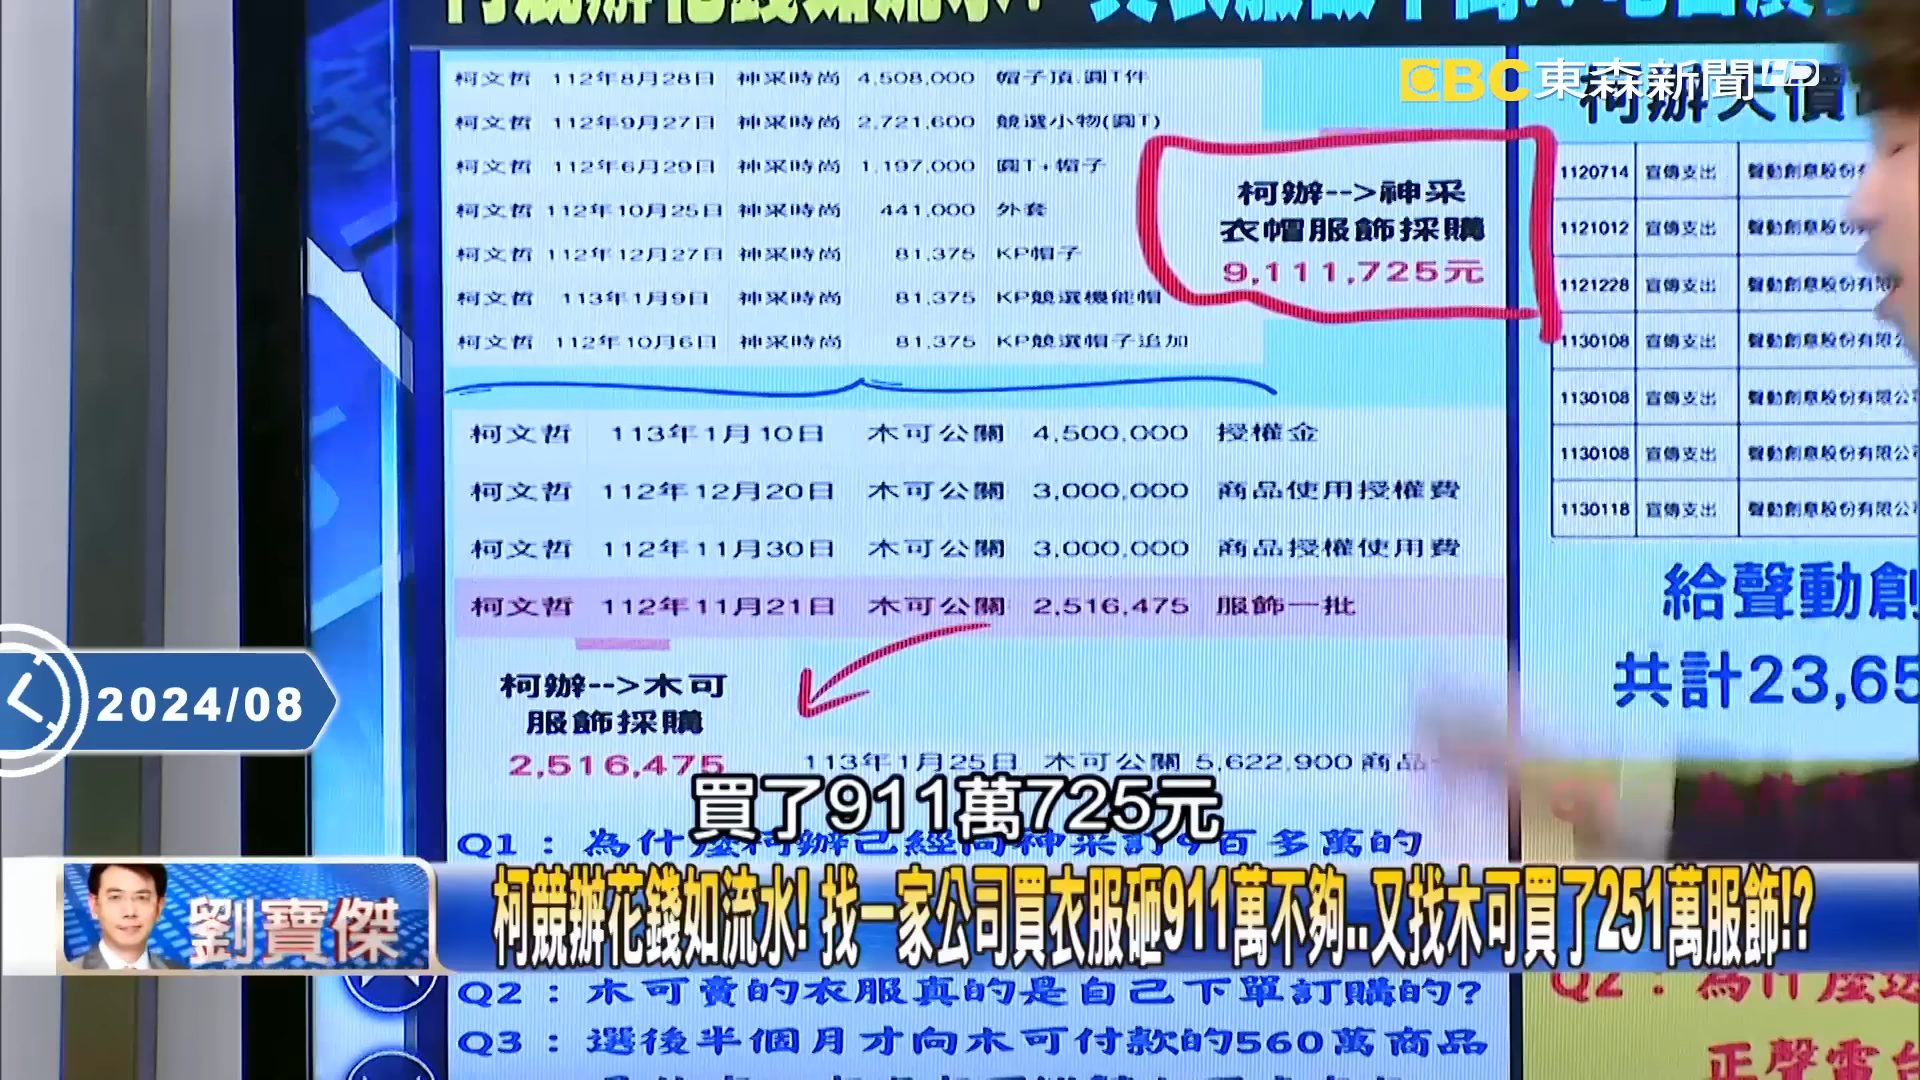 EBC 東森新聞 HD
柯文哲 112年8月28日 神采時尚 4,508,000 帽子頂.圓T件
柯文哲 112年9月27日 神采時尚 2,721,600 競選小物(圓T)
柯文哲 112年6月29日 神采時尚 1,197,000 圓T+帽子
柯文哲 112年10月25日 神采時尚 441,000 外套
柯文哲 112年12月27日 神采時尚 81,375 KP帽子
柯文哲 113年1月9日 神采時尚 81,375 KP競選機能帽
柯文哲 112年10月6日 神采時尚 81,375 KP競選帽子追加
柯辦-->神采
衣帽服飾採購
9,111,725元
柯文哲 113年1月10日 木可公關 4,500,000 授權金
柯文哲 112年12月20日 木可公關 3,000,000 商品使用授權費
柯文哲 112年11月30日 木可公關 3,000,000 商品授權使用費
柯文哲 112年11月21日 木可公關 2,516,475 服飾一批
柯辦-->木可
服飾採購
2,516,475
113年1月25日 木可公關 5,622,900 商品
柯辦天價
1120714 宣傳支出 聲動創意股份有
1121012 宣傳支出 聲動創意股份
1121228 宣傳支出 聲動創意股份有限
1130108 宣傳支出 聲動創意股份有限公
1130108 宣傳支出 聲動創意股份有限公
1130108 宣傳支出 聲動創意股份有限公
1130118 宣傳支出 聲動創意股份有限公
給聲動創
共計23,65
2024/08
買了911萬725元
Q1：為什麼柯辦已經向神采訂9百多萬的
劉寶傑
柯競辦花錢如流水! 找一家公司買衣服砸911萬不夠..又找木可買了251萬服飾!?
Q2：木可賣的衣服真的是自己下單訂購的?
Q3：選後半個月才向木可付款的560萬商品
Q2：為什麼
正聲電台